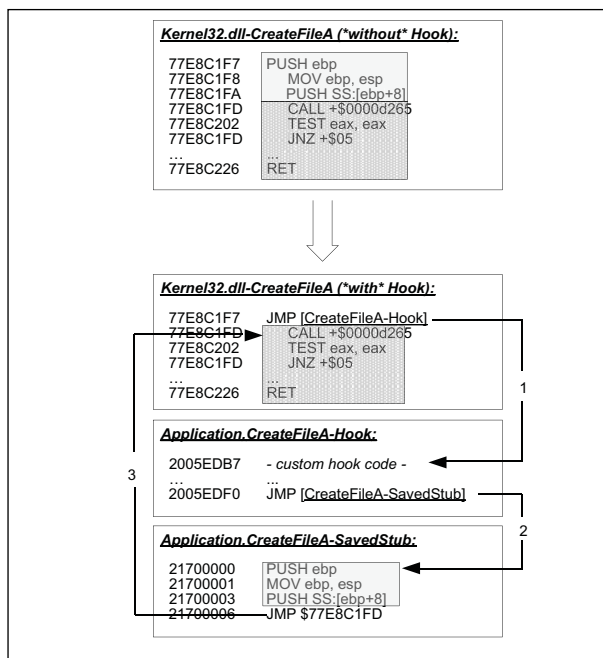 Kernel32.dll-CreateFileA (*without* Hook):
77E8C1F7 PUSH ebp
77E8C1F8 MOV ebp, esp
77E8C1FA PUSH SS:[ebp+8]
77E8C1FD CALL +$0000d265
77E8C202 TEST eax, eax
77E8C1FD JNZ +$05
... ...
77E8C226 RET
Kernel32.dll-CreateFileA (*with* Hook):
77E8C1F7 JMP [CreateFileA-Hook]
77E8C1FD CALL +$0000d265
77E8C202 TEST eax, eax
77E8C1FD JNZ +$05
... ...
77E8C226 RET
1
Application.CreateFileA-Hook:
2005EDB7 - custom hook code -
... ...
2005EDF0 JMP [CreateFileA-SavedStub]
3
2
Application.CreateFileA-SavedStub:
21700000 PUSH ebp
21700001 MOV ebp, esp
21700003 PUSH SS:[ebp+8]
21700006 JMP $77E8C1FD